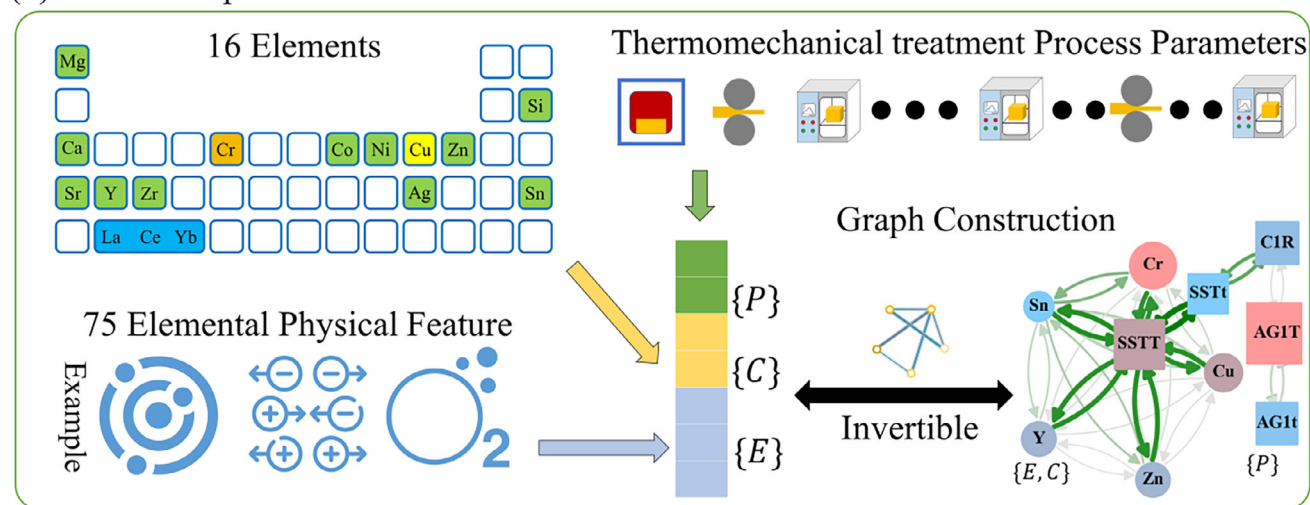 16 Elements
Mg
Si
Ca Cr Co Ni Cu Zn
Sr Y Zr Ag Sn
La Ce Yb
75 Elemental Physical Feature
Example
2
Thermomechanical treatment Process Parameters
{P}
{C}
{E}
Graph Construction
Invertible
Cr
C1R
SSTt
Sn
SSTT
AG1T
Cu
AG1t
Y
Zn
{E, C}
{P}